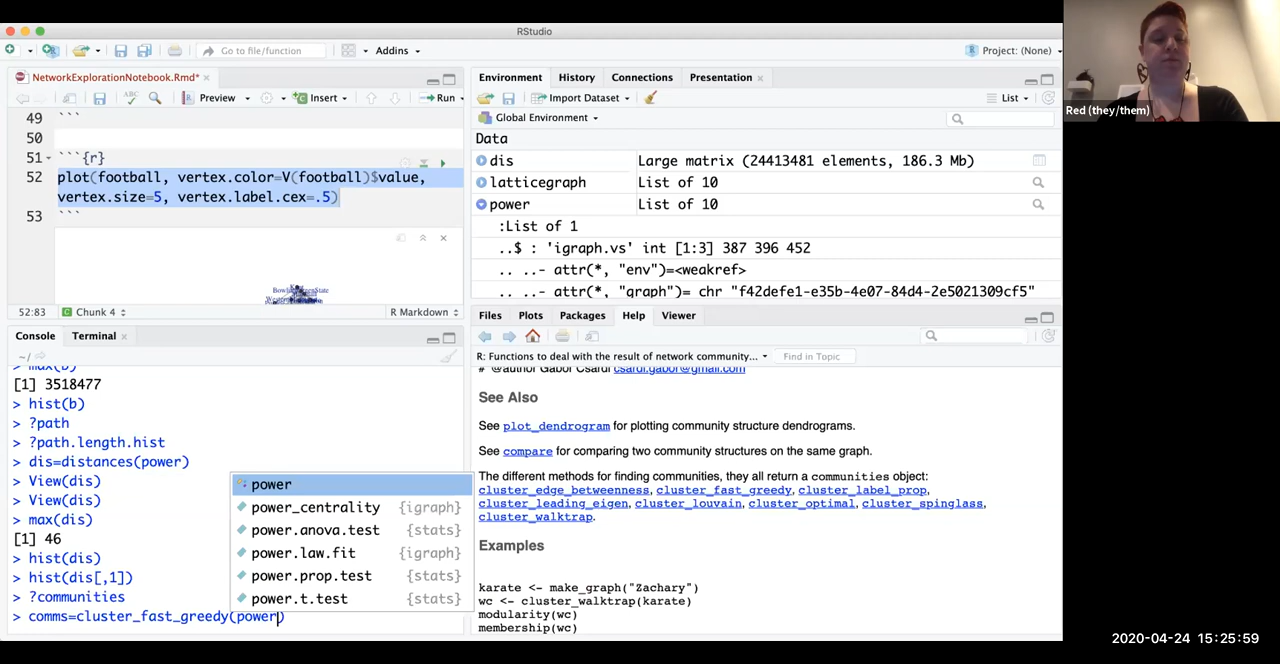 RStudio
Go to file/function
Addins
Project: (None)
NetworkExplorationNotebook.Rmd*
Preview
Insert
Run
49 ```
50
51 ```{r}
52 plot(football, vertex.color=V(football)$value,
vertex.size=5, vertex.label.cex=.5)
53 ```
52:83
Chunk 4
R Markdown
Console
Terminal
~/
> max(b)
[1] 3518477
> hist(b)
> ?path
> ?path.length.hist
> dis=distances(power)
> View(dis)
> View(dis)
> max(dis)
[1] 46
> hist(dis)
> hist(dis[,1])
> ?communities
> comms=cluster_fast_greedy(power)
power
power_centrality {igraph}
power.anova.test {stats}
power.law.fit {igraph}
power.prop.test {stats}
power.t.test {stats}
Environment
History
Connections
Presentation
Import Dataset
List
Global Environment
Data
dis Large matrix (24413481 elements, 186.3 Mb)
latticegraph List of 10
power List of 10
:List of 1
..$ : 'igraph.vs' int [1:3] 387 396 452
.. ..- attr(*, "env")=<weakref>
.. ..- attr(*, "graph")= chr "f42defe1-e35b-4e07-84d4-2e5021309cf5"
Files
Plots
Packages
Help
Viewer
R: Functions to deal with the result of network community...
Find in Topic
# @author Gabor Csardi csardi.gabor@gmail.com
See Also
See plot_dendrogram for plotting community structure dendrograms.
See compare for comparing two community structures on the same graph.
The different methods for finding communities, they all return a communities object:
cluster_edge_betweenness, cluster_fast_greedy, cluster_label_prop,
cluster_leading_eigen, cluster_louvain, cluster_optimal, cluster_spinglass,
cluster_walktrap.
Examples
karate <- make_graph("Zachary")
wc <- cluster_walktrap(karate)
modularity(wc)
membership(wc)
Red (they/them)
2020-04-24 15:25:59